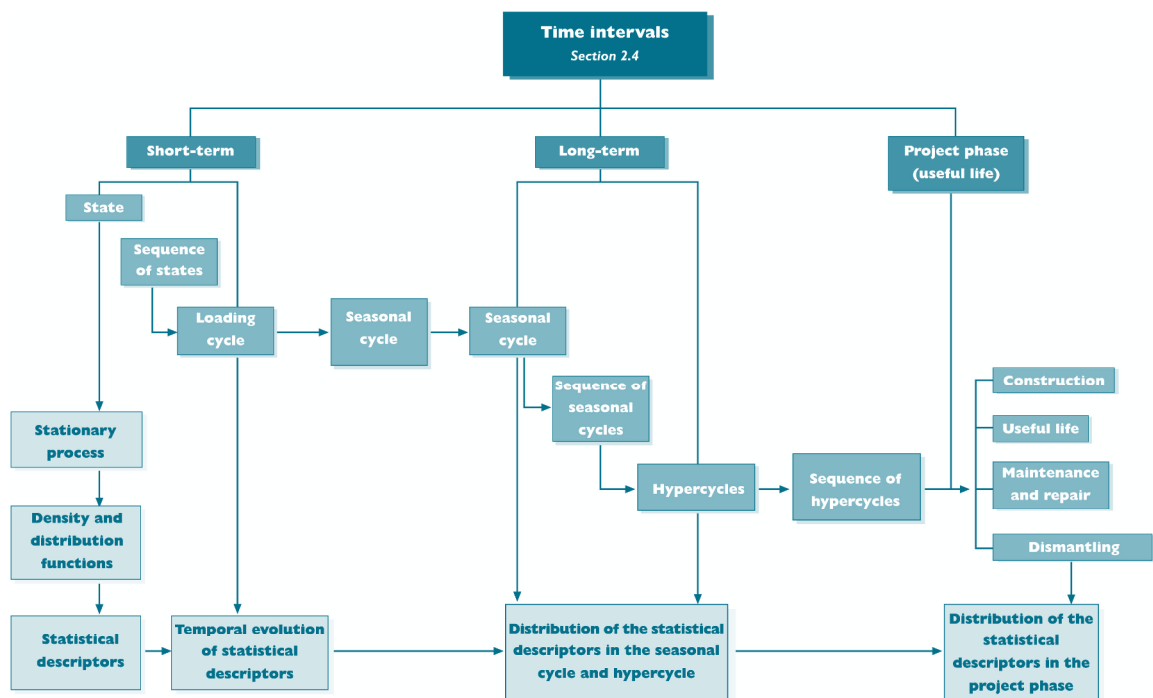 Time intervals
Section 2.4
Short-term
Long-term
Project phase
(useful life)
State
Sequence
of states
Loading
cycle
Seasonal
cycle
Seasonal
cycle
Sequence of
seasonal
cycles
Construction
Stationary
process
Useful life
Hypercycles
Sequence of
hypercycles
Maintenance
and repair
Density and
distribution
functions
Dismantling
Statistical
descriptors
Temporal evolution
of statistical
descriptors
Distribution of the statistical
descriptors in the seasonal
cycle and hypercycle
Distribution of the
statistical
descriptors in the
project phase